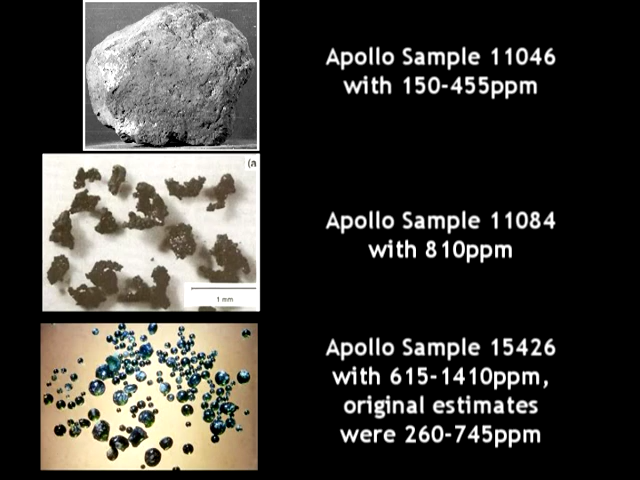 Apollo Sample 11046
with 150-455ppm
(a
1 mm
Apollo Sample 11084
with 810ppm
Apollo Sample 15426
with 615-1410ppm,
original estimates
were 260-745ppm